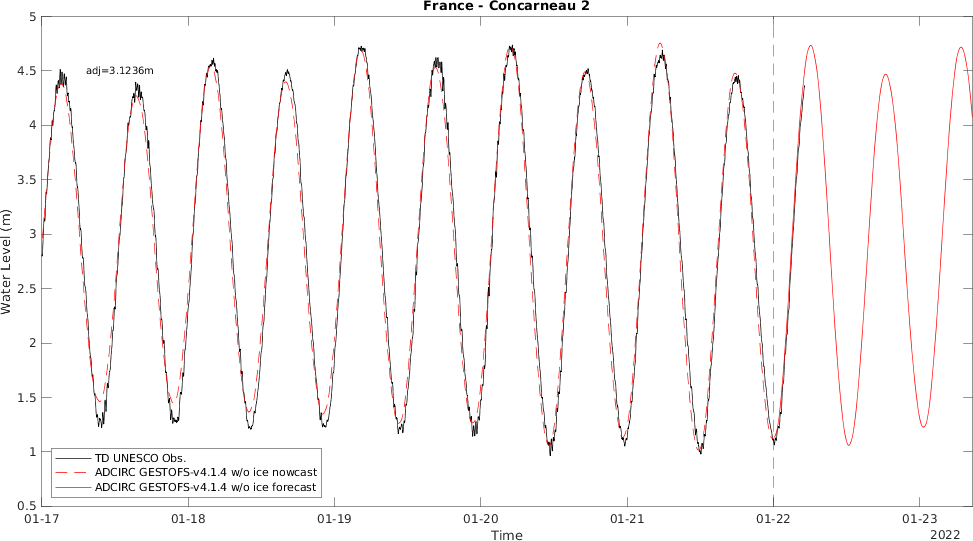 France - Concarneau 2
adj=3.1236m
Water Level (m)
5
4.5
4
3.5
3
2.5
2
1.5
1
0.5
TD UNESCO Obs.
ADCIRC GESTOFS-v4.1.4 w/o ice nowcast
ADCIRC GESTOFS-v4.1.4 w/o ice forecast
01-17 01-18 01-19 01-20 01-21 01-22 01-23
Time
2022